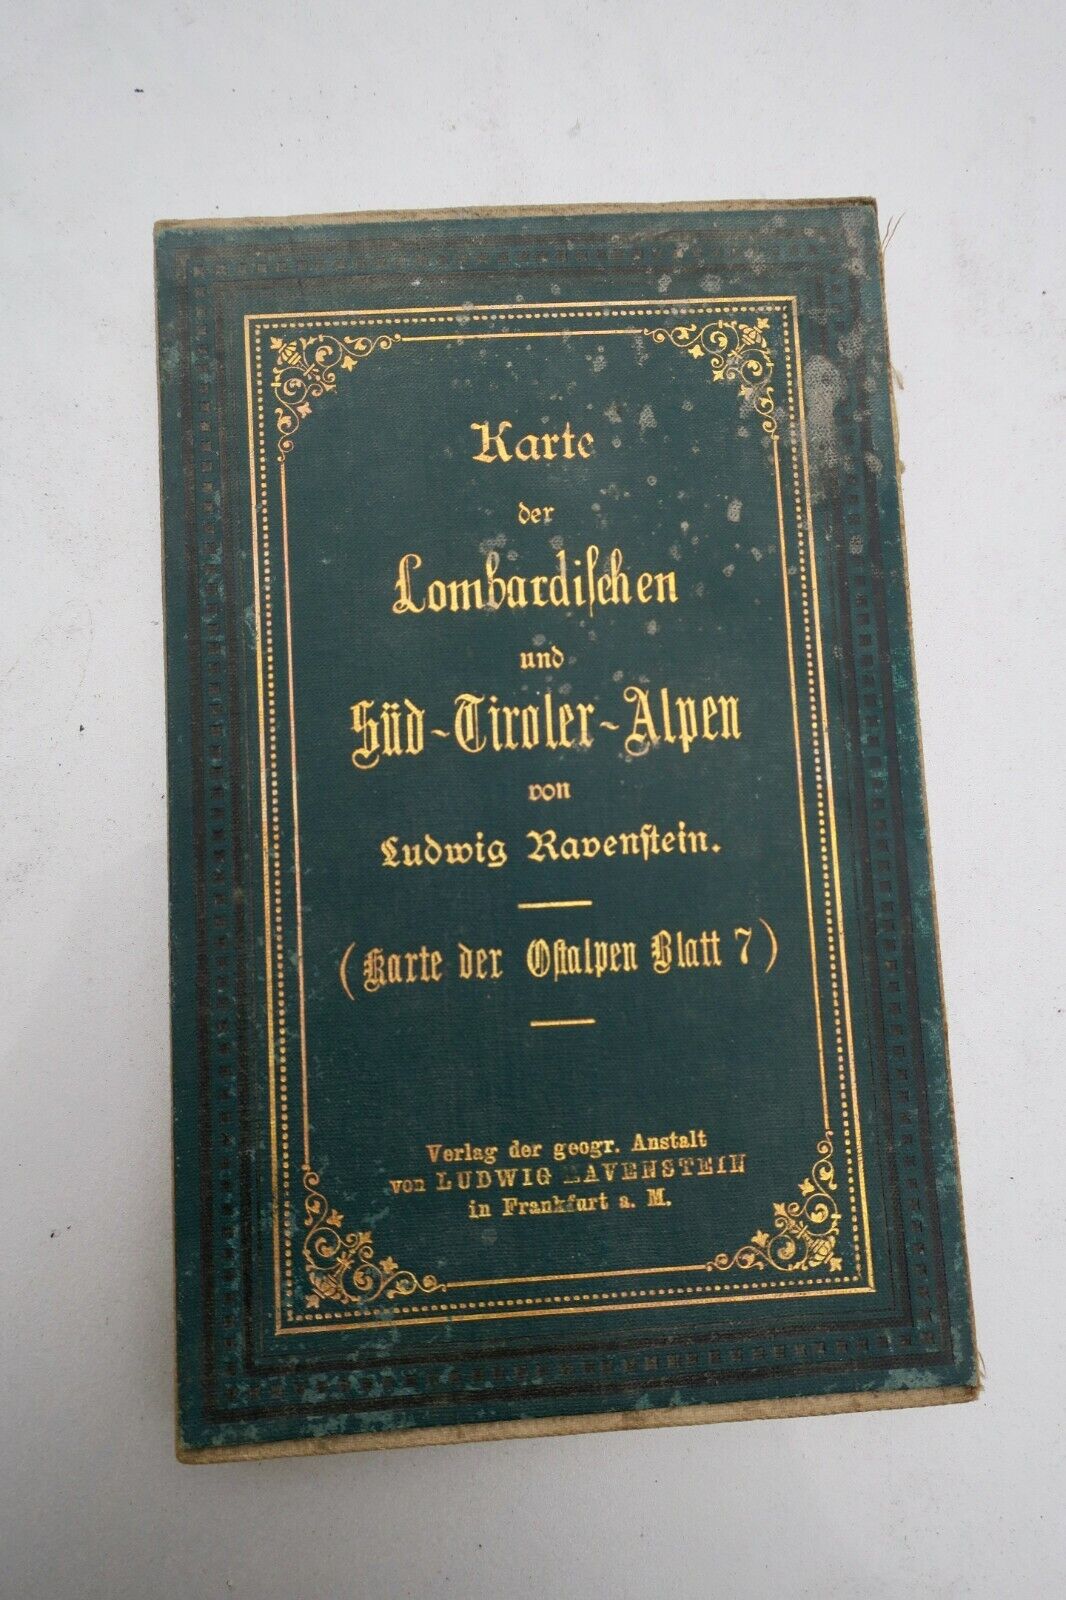 Karte
der
Lombardiſchen
und
Süd-Tiroler-Alpen
von
Ludwig Ravenſtein.
(Karte der Oſtalpen Blatt 7)
Verlag der geogr. Anstalt
von LUDWIG RAVENSTEIN
in Frankfurt a. M.